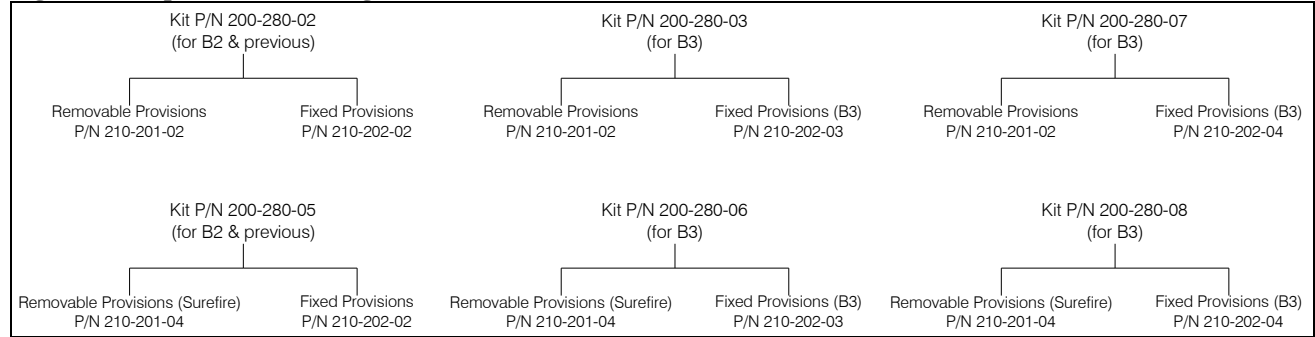 Kit P/N 200-280-02
(for B2 & previous)
Removable Provisions
P/N 210-201-02
Fixed Provisions
P/N 210-202-02
Kit P/N 200-280-03
(for B3)
Removable Provisions
P/N 210-201-02
Fixed Provisions (B3)
P/N 210-202-03
Kit P/N 200-280-07
(for B3)
Removable Provisions
P/N 210-201-02
Fixed Provisions (B3)
P/N 210-202-04
Kit P/N 200-280-05
(for B2 & previous)
Removable Provisions (Surefire)
P/N 210-201-04
Fixed Provisions
P/N 210-202-02
Kit P/N 200-280-06
(for B3)
Removable Provisions (Surefire)
P/N 210-201-04
Fixed Provisions (B3)
P/N 210-202-03
Kit P/N 200-280-08
(for B3)
Removable Provisions (Surefire)
P/N 210-201-04
Fixed Provisions (B3)
P/N 210-202-04